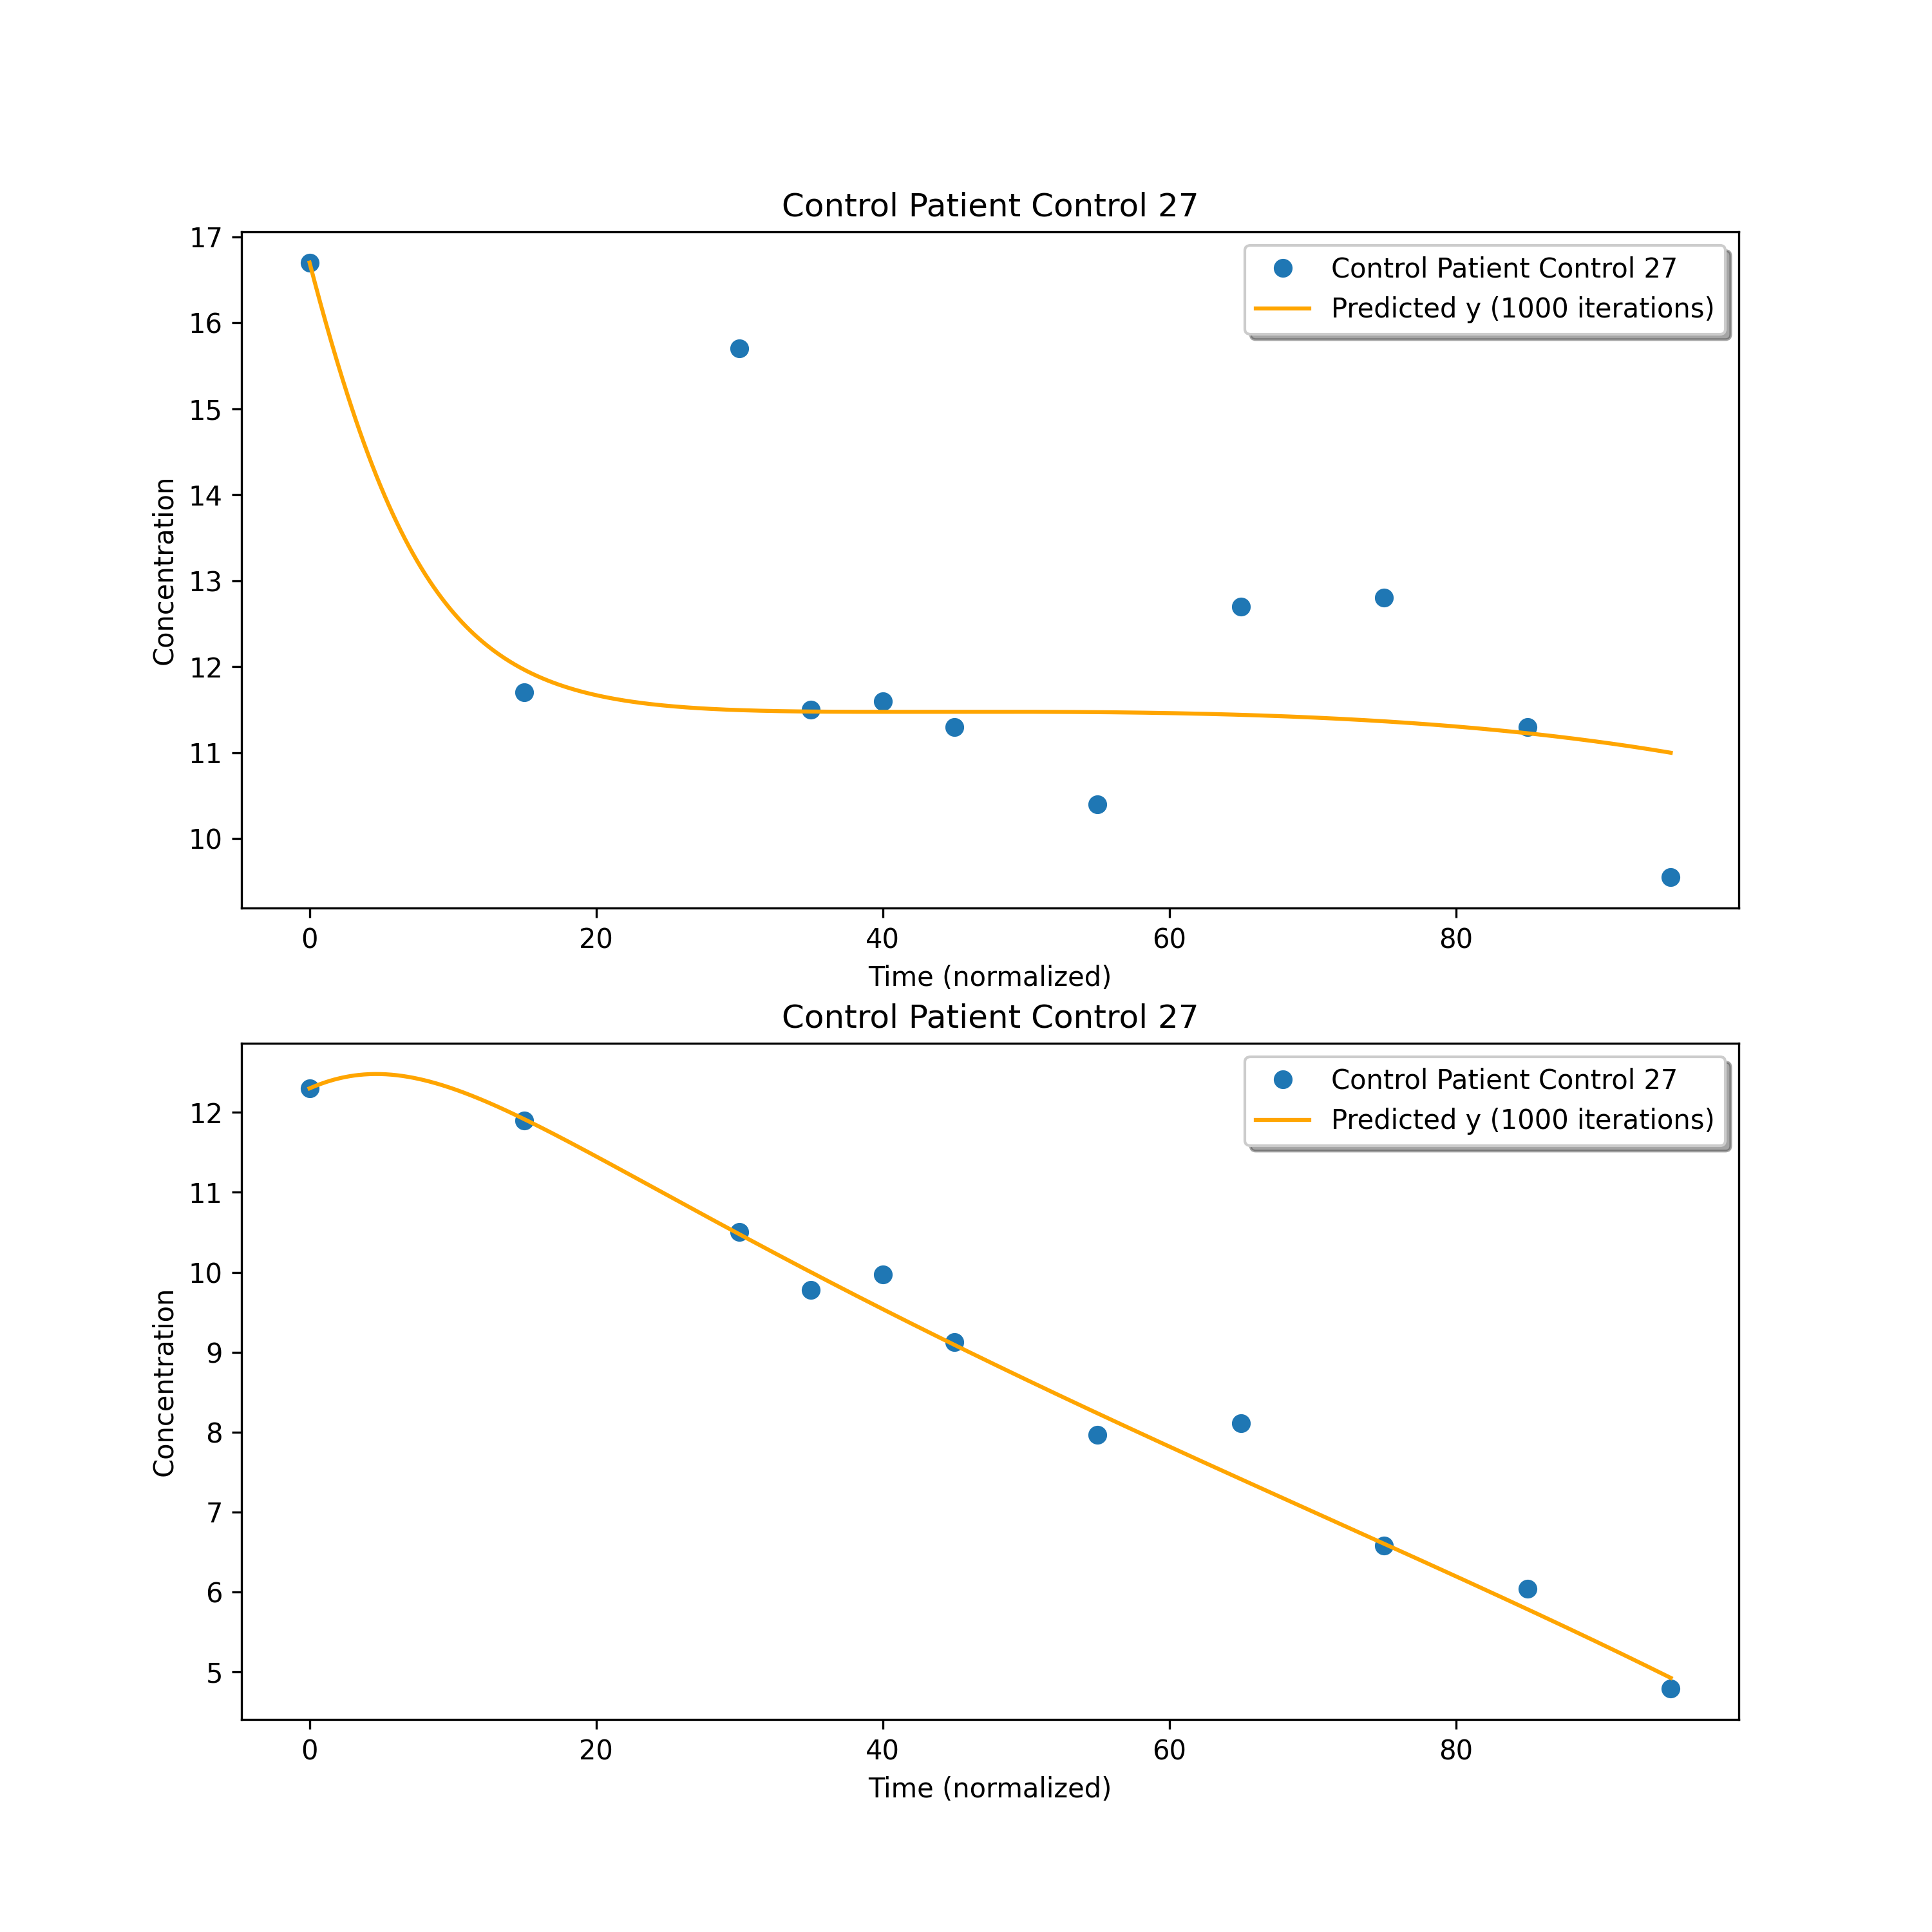 Control Patient Control 27
17
16
15
14
13
12
11
10
Concentration
Control Patient Control 27
Predicted y (1000 iterations)
0 20 40 60 80
Time (normalized)
Control Patient Control 27
12
11
10
9
8
7
6
5
Concentration
Control Patient Control 27
Predicted y (1000 iterations)
0 20 40 60 80
Time (normalized)